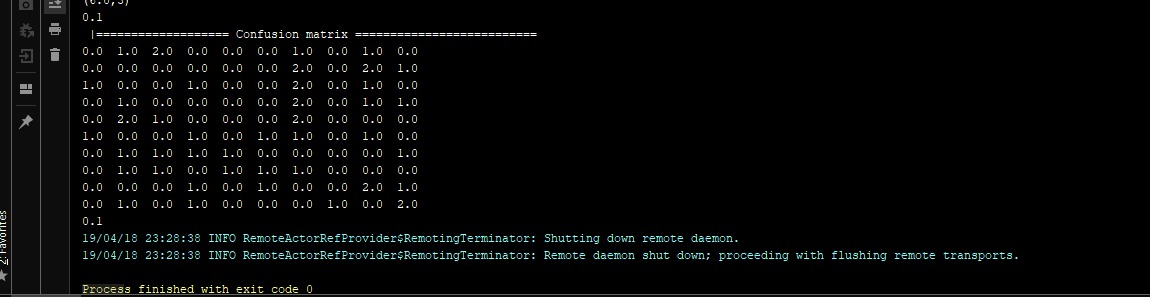 (6.0,3)
0.1
|=================== Confusion matrix ==========================
0.0 1.0 2.0 0.0 0.0 0.0 1.0 0.0 1.0 0.0
0.0 0.0 0.0 0.0 0.0 0.0 2.0 0.0 2.0 1.0
1.0 0.0 0.0 1.0 0.0 0.0 2.0 0.0 1.0 0.0
0.0 1.0 0.0 0.0 0.0 0.0 2.0 0.0 1.0 1.0
0.0 2.0 1.0 0.0 0.0 0.0 2.0 0.0 0.0 0.0
1.0 0.0 0.0 1.0 0.0 1.0 1.0 0.0 1.0 0.0
0.0 1.0 1.0 1.0 1.0 0.0 0.0 0.0 0.0 1.0
0.0 1.0 1.0 0.0 1.0 1.0 1.0 0.0 0.0 0.0
0.0 0.0 0.0 1.0 0.0 1.0 0.0 0.0 2.0 1.0
0.0 1.0 0.0 1.0 0.0 0.0 0.0 1.0 0.0 2.0
0.1
19/04/18 23:28:38 INFO RemoteActorRefProvider$RemotingTerminator: Shutting down remote daemon.
19/04/18 23:28:38 INFO RemoteActorRefProvider$RemotingTerminator: Remote daemon shut down; proceeding with flushing remote transports.
Process finished with exit code 0
2: Favorites